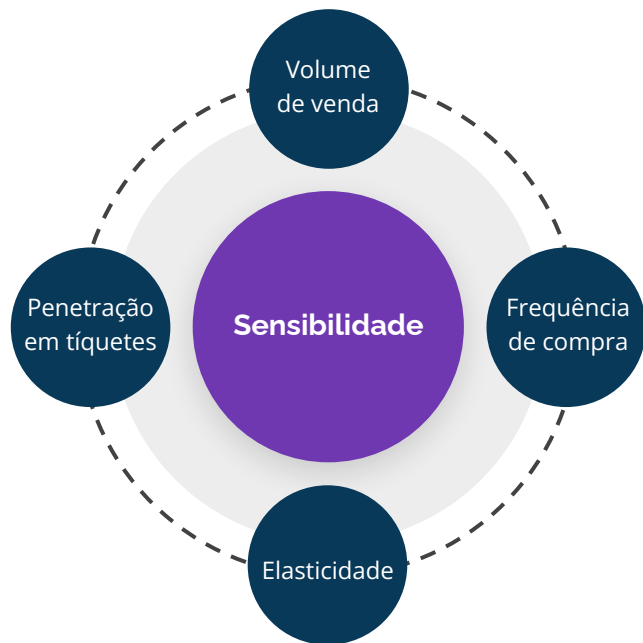 Volume
de venda
Penetração
em tíquetes
Sensibilidade
Frequência
de compra
Elasticidade